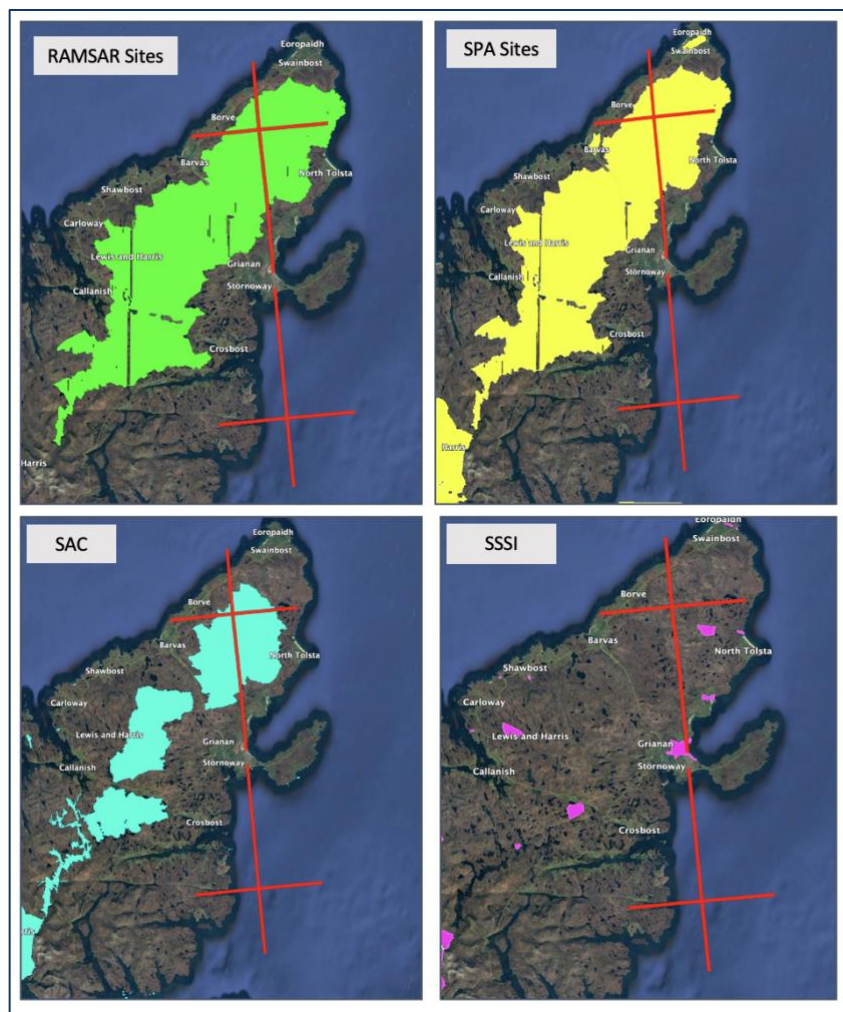 RAMSAR Sites
Eoropaidh
Swainbost
Borve
Barvas
North Tolsta
Shawbost
Carloway
Lewis and Harris
Grianan
Callanish
Stornoway
Crosbost
Harris
SPA Sites
Eoropaidh
Swainbost
Borve
Barvas
North Tolsta
Shawbost
Carloway
Lewis and Harris
Grianan
Callanish
Stornoway
Crosbost
Harris
SAC
Eoropaidh
Swainbost
Borve
Barvas
North Tolsta
Shawbost
Carloway
Lewis and Harris
Grianan
Callanish
Stornoway
Crosbost
SSSI
Eoropaidh
Swainbost
Borve
Barvas
North Tolsta
Shawbost
Carloway
Lewis and Harris
Grianan
Stornoway
Callanish
Crosbost